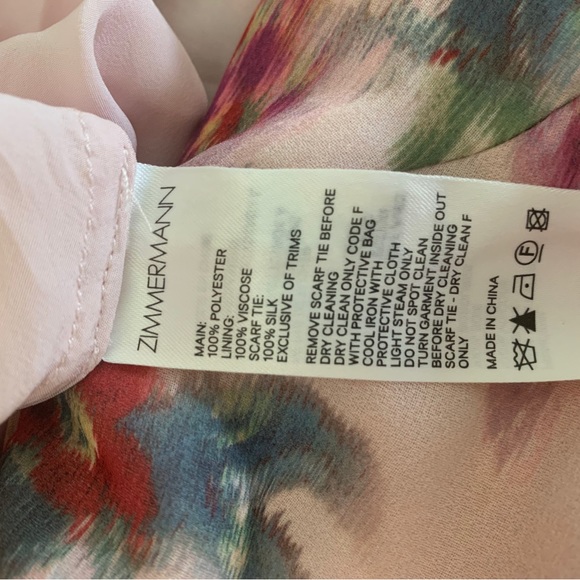 ZIMMERMANN
MAIN:
100% POLYESTER
LINING:
100% VISCOSE
SCARF TIE:
100% SILK
EXCLUSIVE OF TRIMS
REMOVE SCARF TIE BEFORE
DRY CLEANING
DRY CLEAN ONLY CODE F
WITH PROTECTIVE BAG
COOL IRON WITH
PROTECTIVE CLOTH
LIGHT STEAM ONLY
DO NOT SPOT CLEAN
TURN GARMENT INSIDE OUT
BEFORE DRY CLEANING
SCARF TIE - DRY CLEAN F
ONLY
MADE IN CHINA
F